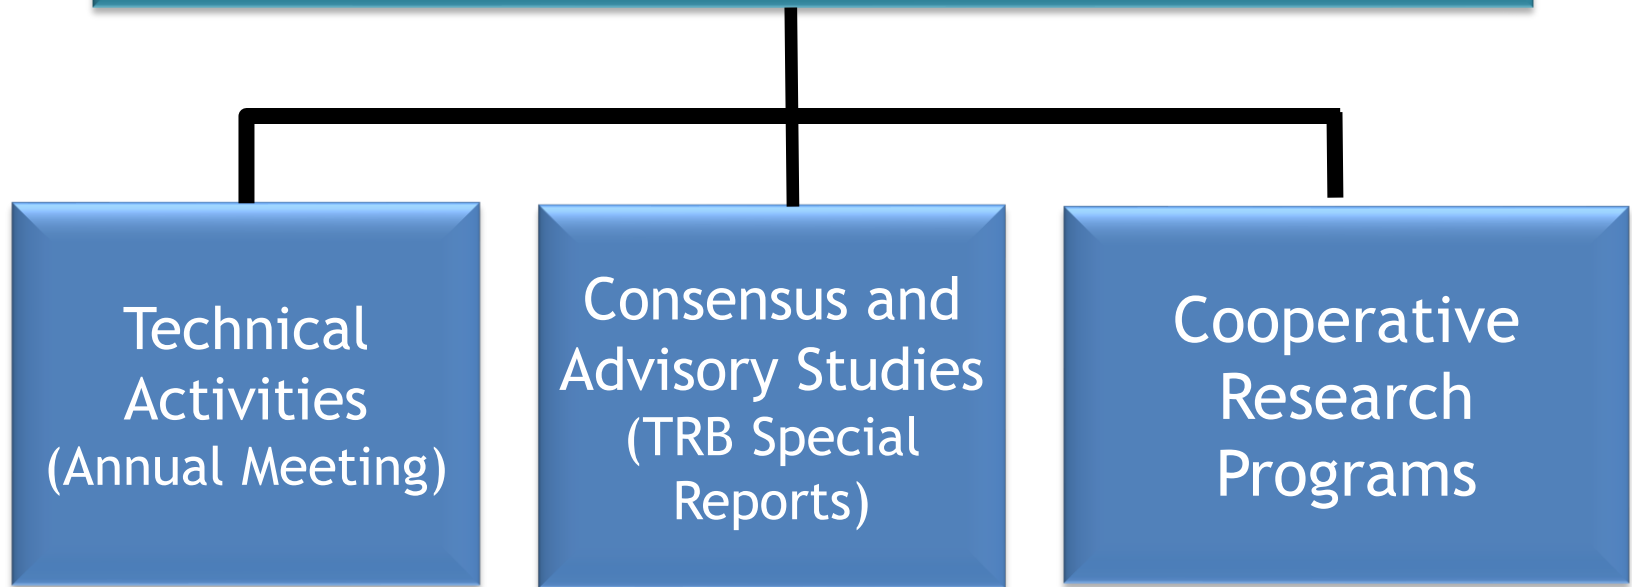 Technical
Activities
(Annual Meeting)
Consensus and
Advisory Studies
(TRB Special
Reports)
Cooperative
Research
Programs